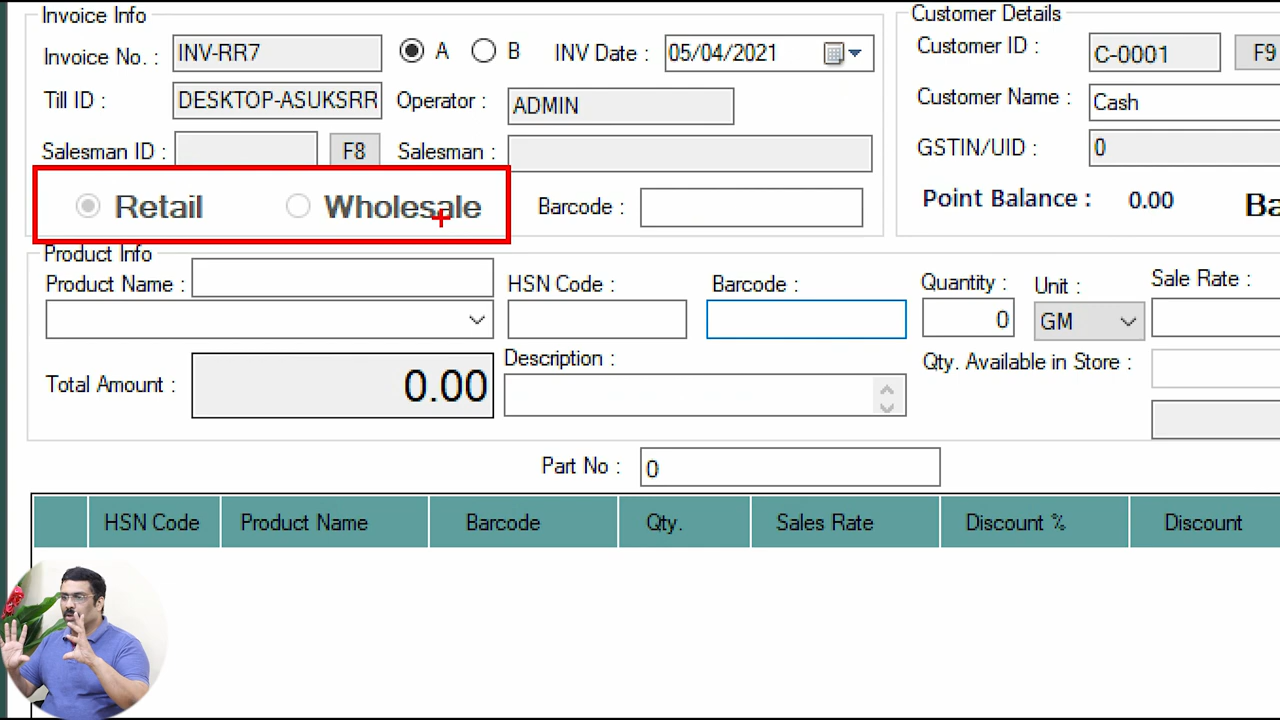 Invoice Info
Invoice No. : INV-RR7 A B INV Date : 05/04/2021
Till ID : DESKTOP-ASUKSRR Operator : ADMIN
Salesman ID : F8 Salesman :
Retail Wholesale Barcode :
Customer Details
Customer ID : C-0001 F9
Customer Name : Cash
GSTIN/UID : 0
Point Balance : 0.00 Ba
Product Info
Product Name : HSN Code : Barcode : Quantity : Unit : Sale Rate :
0 GM
Description : Qty. Available in Store :
Total Amount : 0.00
Part No : 0
HSN Code Product Name Barcode Qty. Sales Rate Discount % Discount